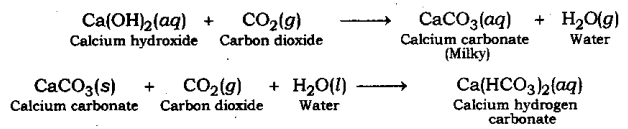 Ca(OH)₂(aq) + CO₂(g) ⟶ CaCO₃(aq) + H₂O(g)
Calcium hydroxide Carbon dioxide Calcium carbonate Water
(Milky)
CaCO₃(s) + CO₂(g) + H₂O(l) ⟶ Ca(HCO₃)₂(aq)
Calcium carbonate Carbon dioxide Water Calcium hydrogen
carbonate